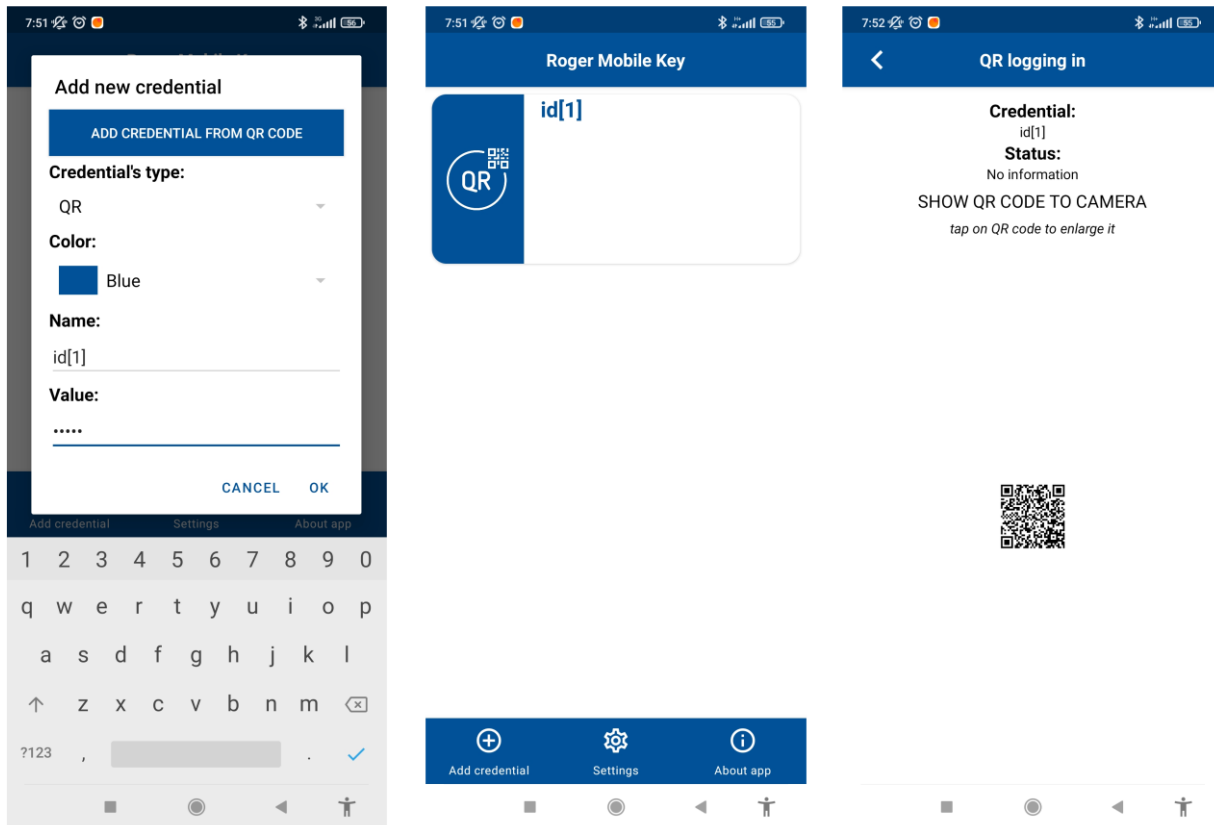 7:51
56
Add new credential
ADD CREDENTIAL FROM QR CODE
Credential's type:
QR
Color:
Blue
Name:
id[1]
Value:
•••••
CANCEL OK
Add credential Settings About app
1 2 3 4 5 6 7 8 9 0
q w e r t y u i o p
a s d f g h j k l
z x c v b n m
?123 , .
7:51
55
Roger Mobile Key
id[1]
QR
Add credential Settings About app
7:52
55
QR logging in
Credential:
id[1]
Status:
No information
SHOW QR CODE TO CAMERA
tap on QR code to enlarge it